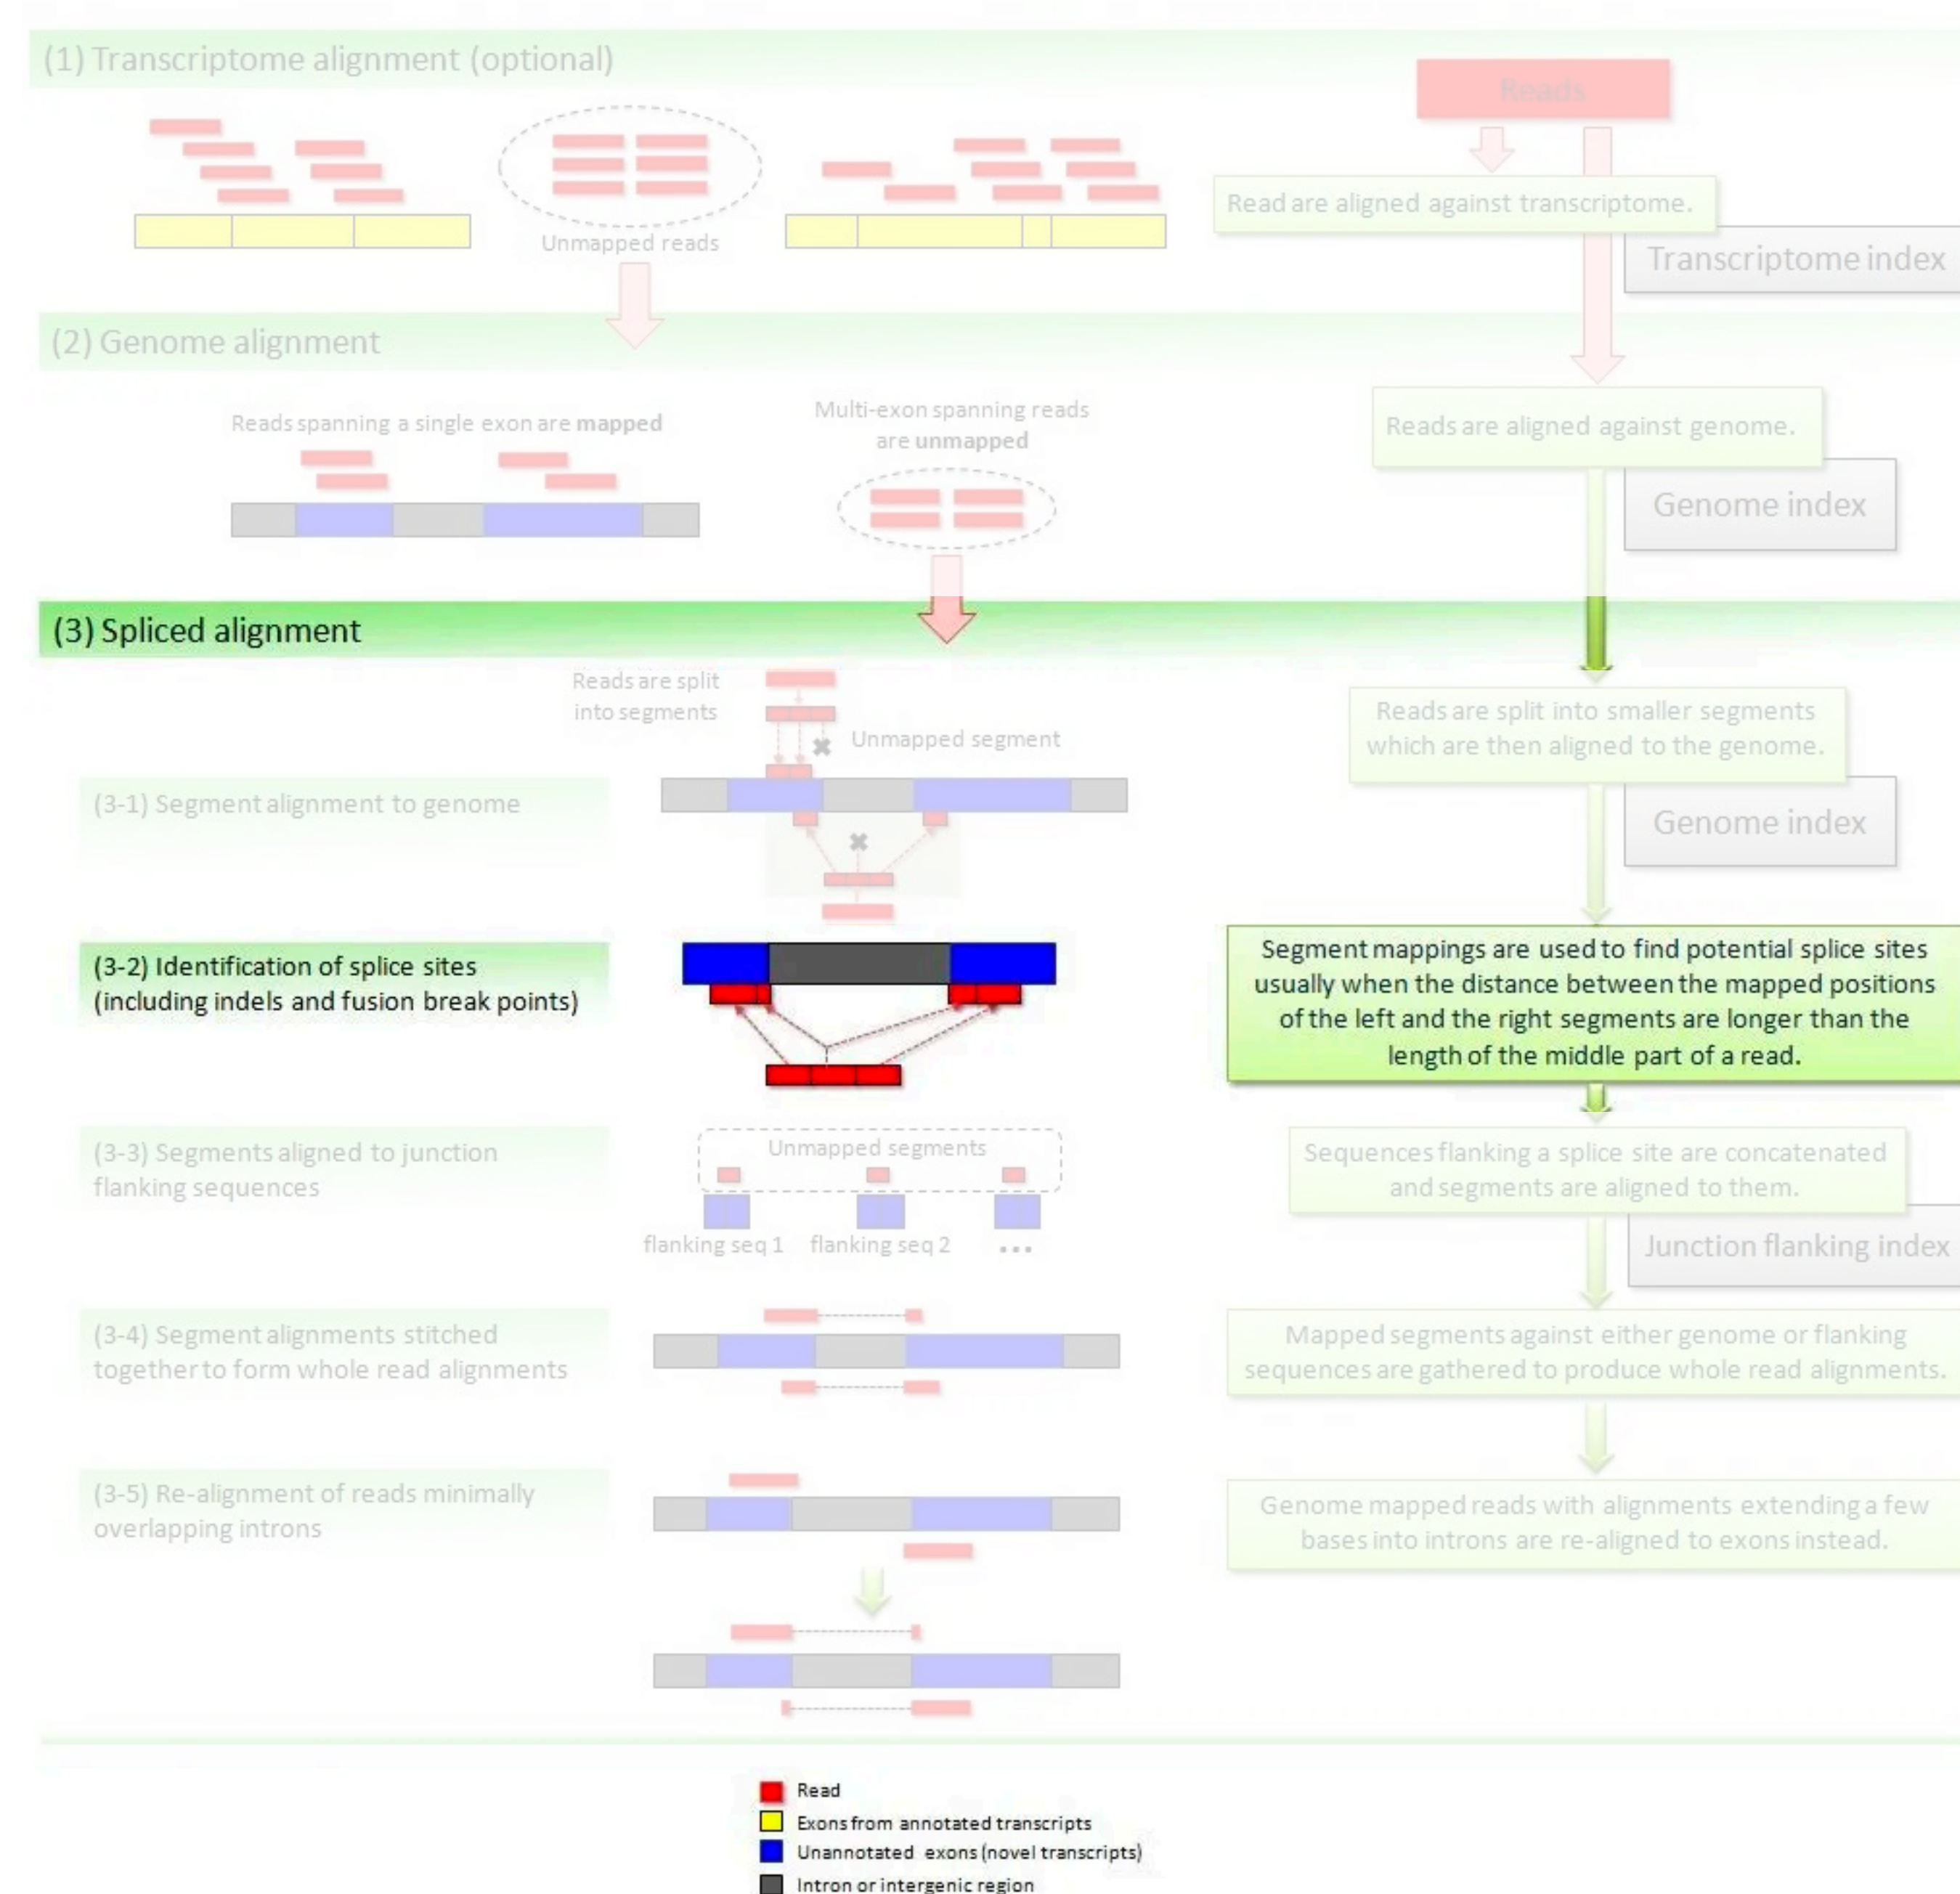 (1) Transcriptome alignment (optional)
Reads
Read are aligned against transcriptome.
Unmapped reads
Transcriptome index
(2) Genome alignment
Reads spanning a single exon are mapped
Multi-exon spanning reads
are unmapped
Reads are aligned against genome.
Genome index
(3) Spliced alignment
Reads are split
into segments
Unmapped segment
Reads are split into smaller segments
which are then aligned to the genome.
(3-1) Segment alignment to genome
Genome index
(3-2) Identification of splice sites
(including indels and fusion break points)
Segment mappings are used to find potential splice sites
usually when the distance between the mapped positions
of the left and the right segments are longer than the
length of the middle part of a read.
(3-3) Segments aligned to junction
flanking sequences
Unmapped segments
flanking seq 1
flanking seq 2
...
Sequences flanking a splice site are concatenated
and segments are aligned to them.
Junction flanking index
(3-4) Segment alignments stitched
together to form whole read alignments
Mapped segments against either genome or flanking
sequences are gathered to produce whole read alignments.
(3-5) Re-alignment of reads minimally
overlapping introns
Genome mapped reads with alignments extending a few
bases into introns are re-aligned to exons instead.
Read
Exons from annotated transcripts
Unannotated exons (novel transcripts)
Intron or intergenic region